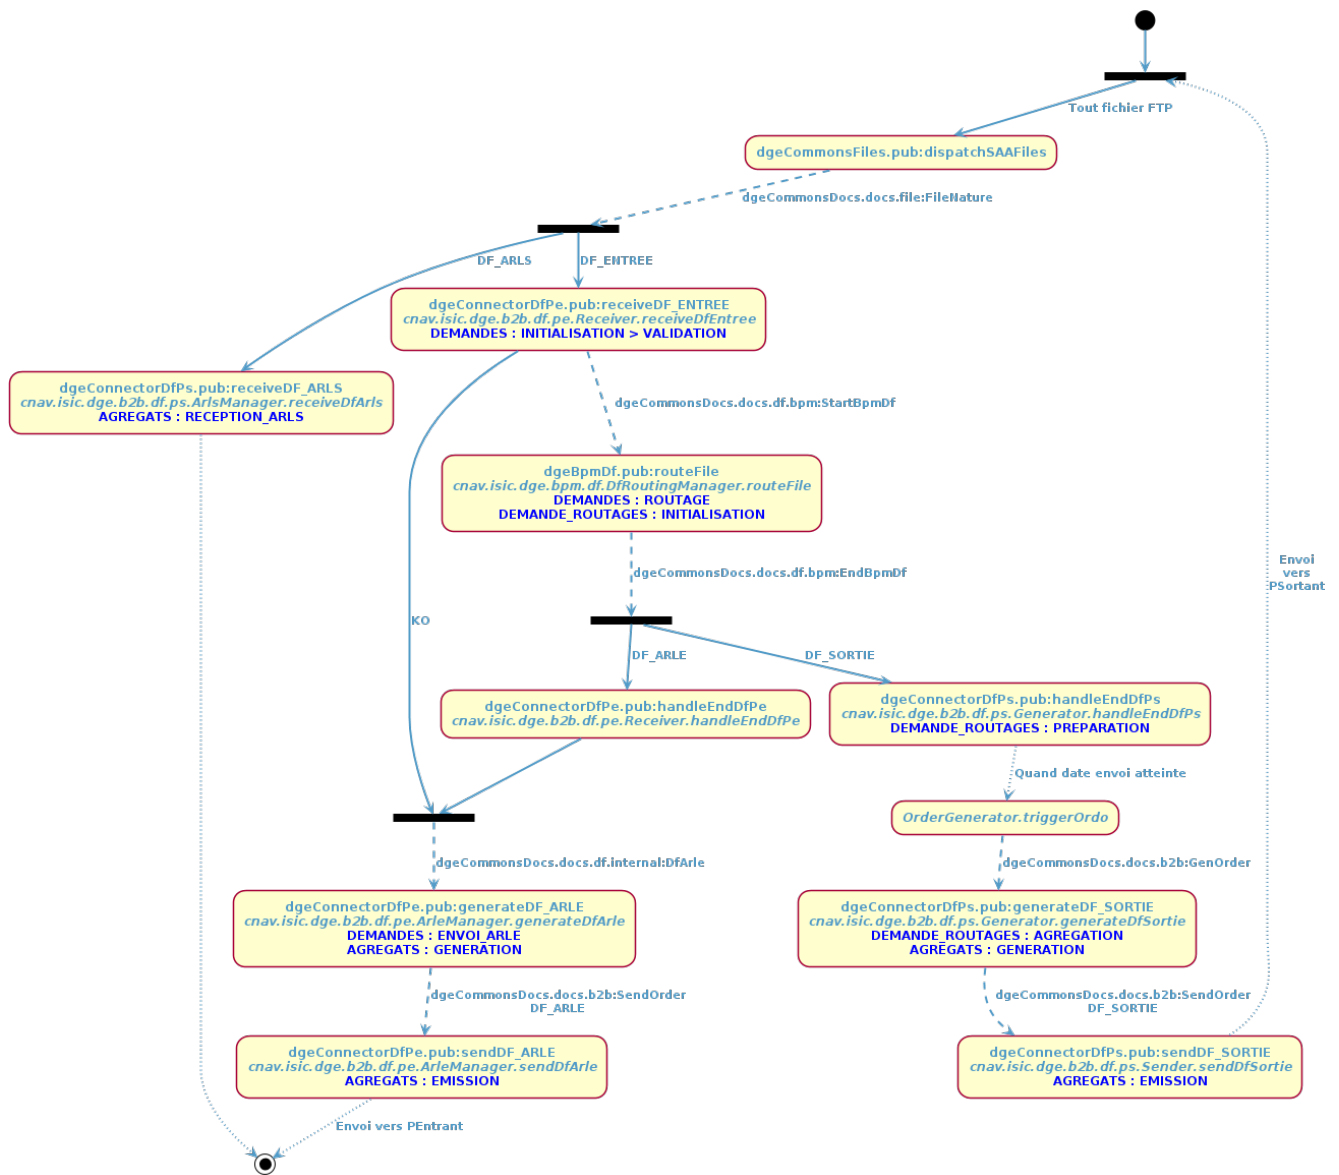 Tout fichier FTP
dgeCommonsFiles.pub:dispatchSAAFiles
dgeCommonsDocs.docs.file:FileNature
DF_ARLS
DF_ENTREE
dgeConnectorDfPe.pub:receiveDF_ENTREE
cnav.isic.dge.b2b.df.pe.Receiver.receiveDfEntree
DEMANDES : INITIALISATION > VALIDATION
dgeConnectorDfPs.pub:receiveDF_ARLS
cnav.isic.dge.b2b.df.ps.ArlsManager.receiveDfArls
AGREGATS : RECEPTION_ARLS
dgeCommonsDocs.docs.df.bpm:StartBpmDf
dgeBpmDf.pub:routeFile
cnav.isic.dge.bpm.df.DfRoutingManager.routeFile
DEMANDES : ROUTAGE
DEMANDE_ROUTAGES : INITIALISATION
dgeCommonsDocs.docs.df.bpm:EndBpmDf
Envoi
vers
PSortant
KO
DF_ARLE
DF_SORTIE
dgeConnectorDfPe.pub:handleEndDfPe
cnav.isic.dge.b2b.df.pe.Receiver.handleEndDfPe
dgeConnectorDfPs.pub:handleEndDfPs
cnav.isic.dge.b2b.df.ps.Generator.handleEndDfPs
DEMANDE_ROUTAGES : PREPARATION
Quand date envoi atteinte
OrderGenerator.triggerOrdo
dgeCommonsDocs.docs.df.internal:DfArle
dgeCommonsDocs.docs.b2b:GenOrder
dgeConnectorDfPe.pub:generateDF_ARLE
cnav.isic.dge.b2b.df.pe.ArleManager.generateDfArle
DEMANDES : ENVOI_ARLE
AGREGATS : GENERATION
dgeConnectorDfPs.pub:generateDF_SORTIE
cnav.isic.dge.b2b.df.ps.Generator.generateDfSortie
DEMANDE_ROUTAGES : AGREGATION
AGREGATS : GENERATION
dgeCommonsDocs.docs.b2b:SendOrder
DF_ARLE
dgeCommonsDocs.docs.b2b:SendOrder
DF_SORTIE
dgeConnectorDfPe.pub:sendDF_ARLE
cnav.isic.dge.b2b.df.pe.ArleManager.sendDfArle
AGREGATS : EMISSION
dgeConnectorDfPs.pub:sendDF_SORTIE
cnav.isic.dge.b2b.df.ps.Sender.sendDfSortie
AGREGATS : EMISSION
Envoi vers PEntrant